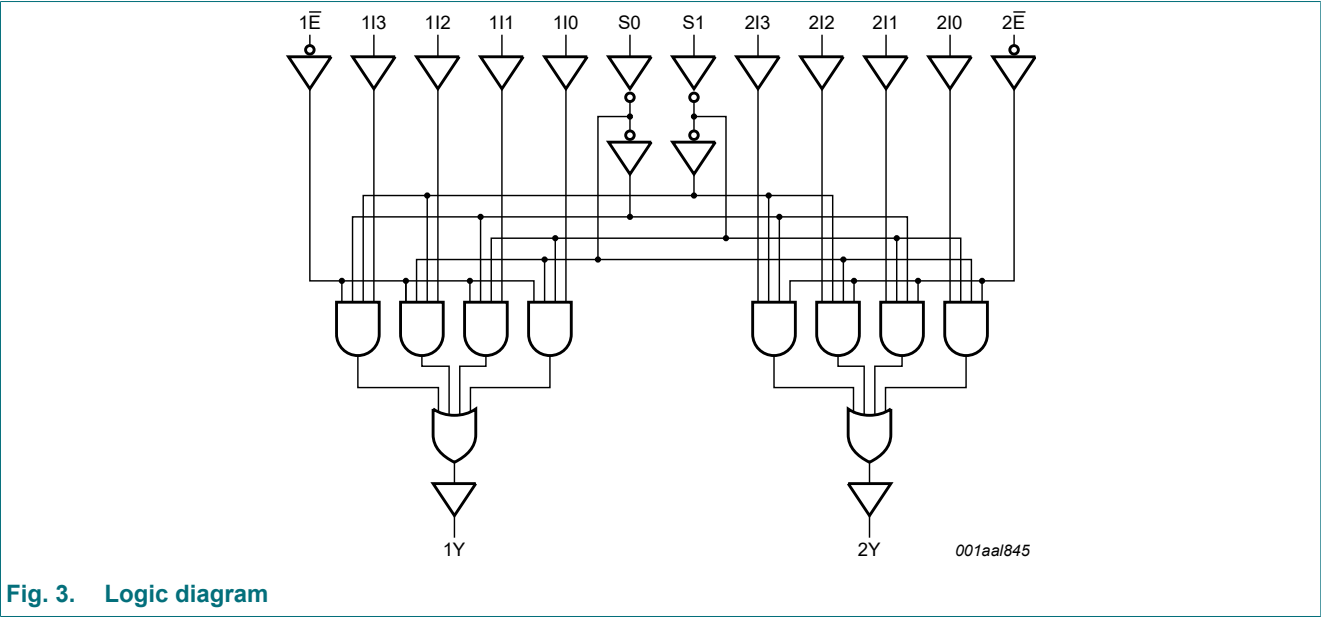 1E̅ 1I3 1I2 1I1 1I0 S0 S1 2I3 2I2 2I1 2I0 2E̅
1Y 2Y 001aal845
Fig. 3. Logic diagram